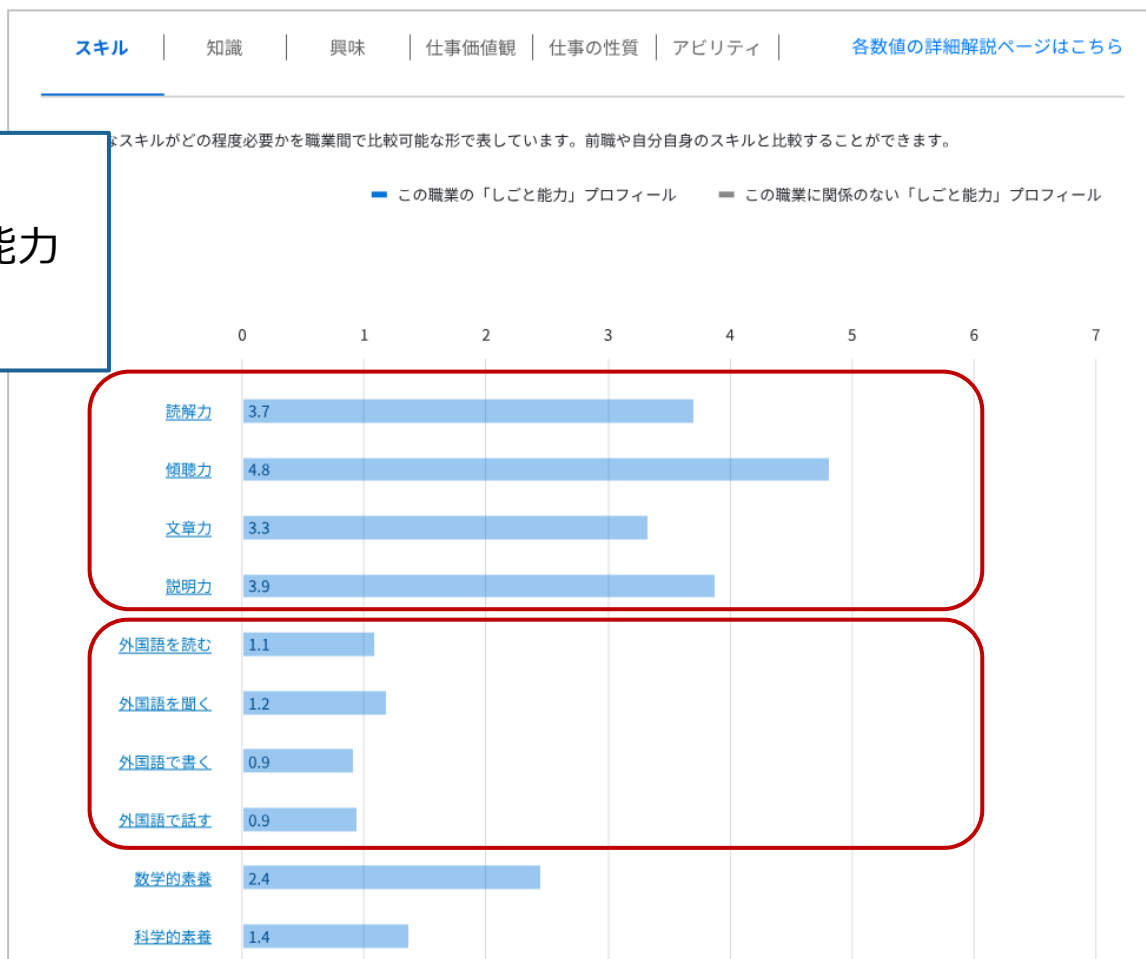 スキル 知識 興味 仕事価値観 仕事の性質 アビリティ 各数値の詳細解説ページはこちら
なスキルがどの程度必要かを職業間で比較可能な形で表しています。前職や自分自身のスキルと比較することができます。
この職業の「しごと能力」プロフィール この職業に関係のない「しごと能力」プロフィール
能力
0 1 2 3 4 5 6 7
読解力 3.7
傾聴力 4.8
文章力 3.3
説明力 3.9
外国語を読む 1.1
外国語を聞く 1.2
外国語で書く 0.9
外国語で話す 0.9
数学的素養 2.4
科学的素養 1.4